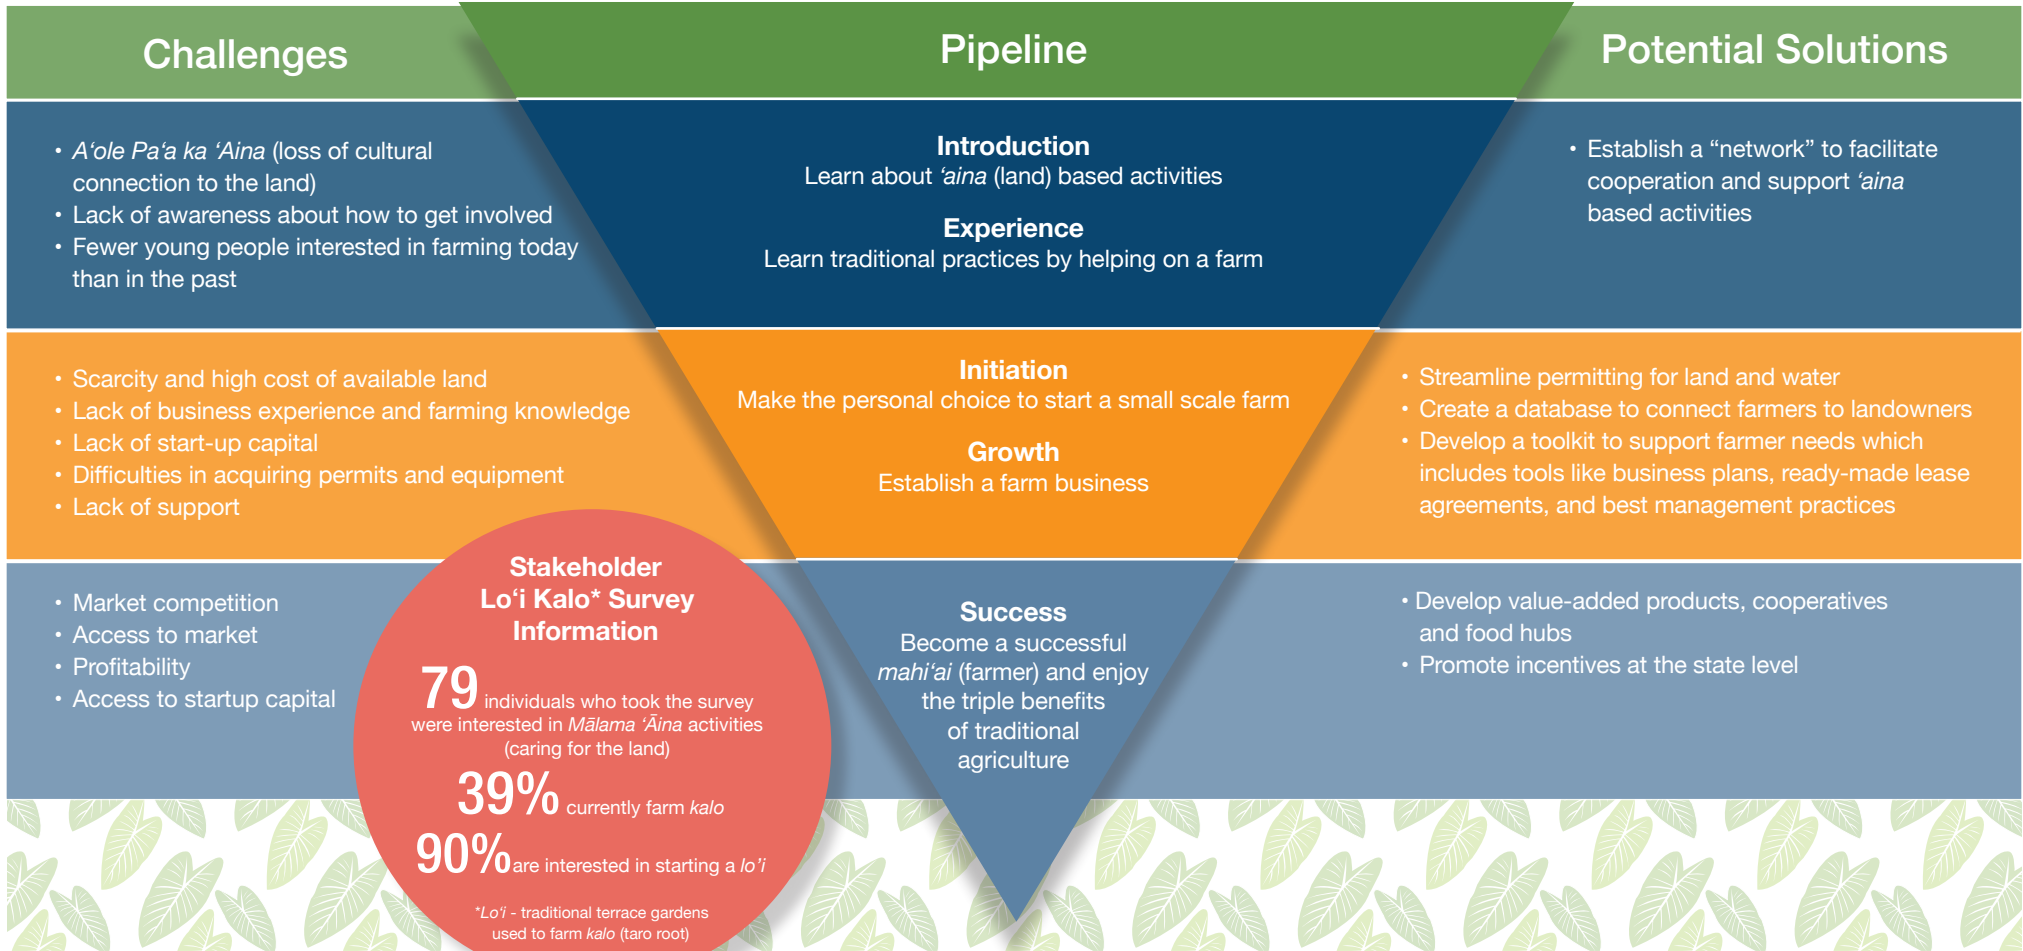 Challenges
Pipeline
Potential Solutions
• A‘ole Pa‘a ka ‘Aina (loss of cultural
connection to the land)
• Lack of awareness about how to get involved
• Fewer young people interested in farming today
than in the past
Introduction
Learn about ‘aina (land) based activities
Experience
Learn traditional practices by helping on a farm
• Establish a “network” to facilitate
cooperation and support ‘aina
based activities
• Scarcity and high cost of available land
• Lack of business experience and farming knowledge
• Lack of start-up capital
• Difficulties in acquiring permits and equipment
• Lack of support
Initiation
Make the personal choice to start a small scale farm
Growth
Establish a farm business
• Streamline permitting for land and water
• Create a database to connect farmers to landowners
• Develop a toolkit to support farmer needs which
includes tools like business plans, ready-made lease
agreements, and best management practices
• Market competition
• Access to market
• Profitability
• Access to startup capital
Stakeholder
Lo‘i Kalo* Survey
Information
79 individuals who took the survey
were interested in Mālama ‘Āina activities
(caring for the land)
39% currently farm kalo
90% are interested in starting a lo’i
*Lo‘i - traditional terrace gardens
used to farm kalo (taro root)
Success
Become a successful
mahi‘ai (farmer) and enjoy
the triple benefits
of traditional
agriculture
• Develop value-added products, cooperatives
and food hubs
• Promote incentives at the state level